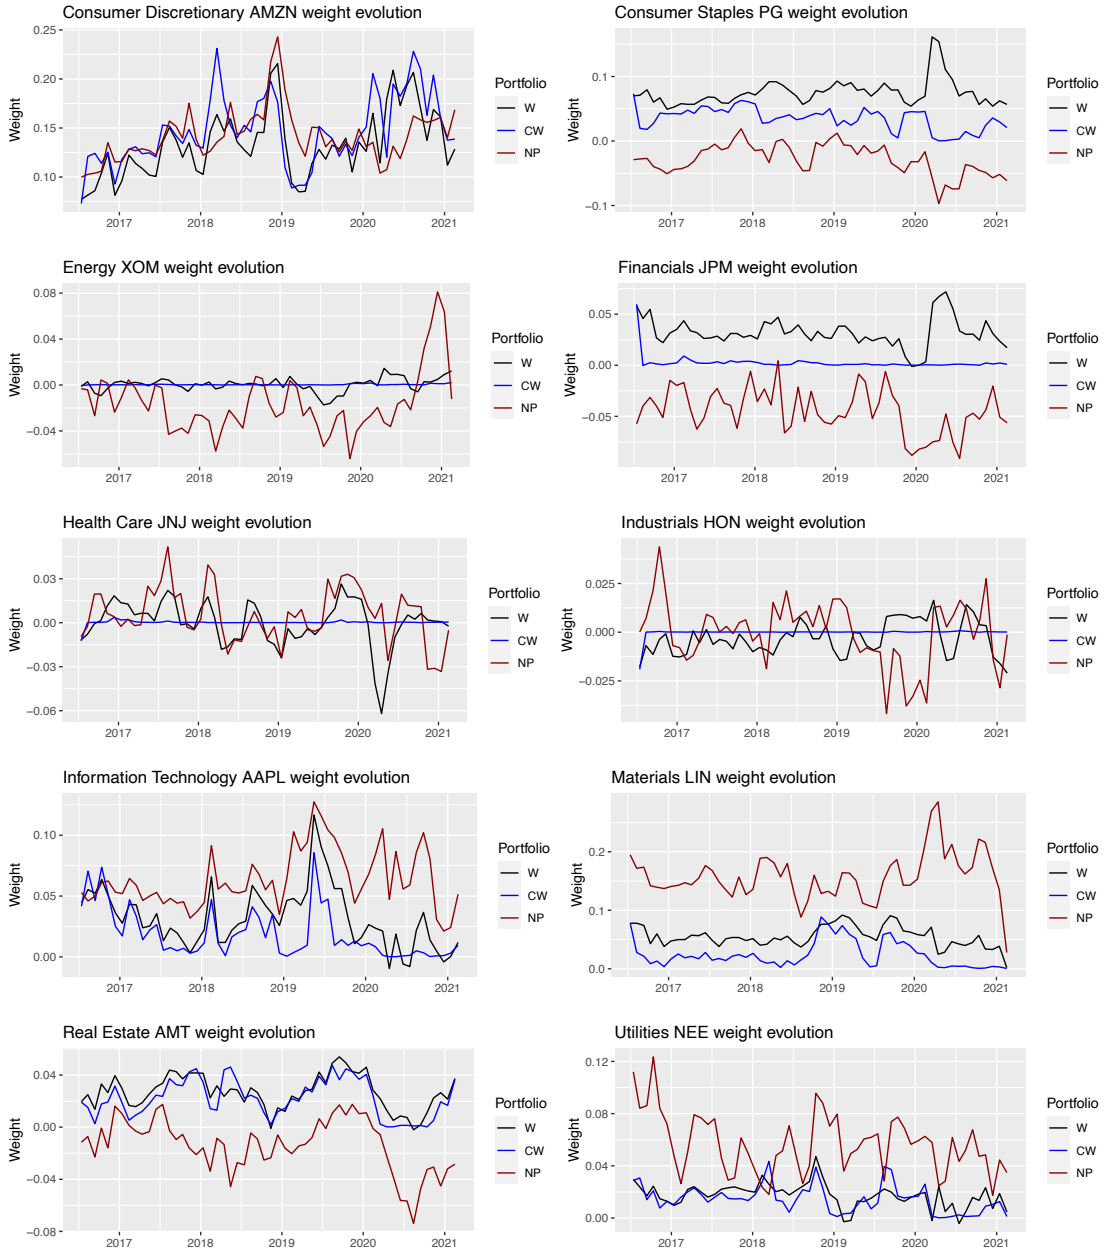 Consumer Discretionary AMZN weight evolution
0.25
0.20
0.15
0.10
Weight
2017 2018 2019 2020 2021
Portfolio
W
CW
NP
Consumer Staples PG weight evolution
0.1
0.0
−0.1
Weight
2017 2018 2019 2020 2021
Portfolio
W
CW
NP
Energy XOM weight evolution
0.08
0.04
0.00
−0.04
Weight
2017 2018 2019 2020 2021
Portfolio
W
CW
NP
Financials JPM weight evolution
0.05
0.00
−0.05
Weight
2017 2018 2019 2020 2021
Portfolio
W
CW
NP
Health Care JNJ weight evolution
0.03
0.00
−0.03
−0.06
Weight
2017 2018 2019 2020 2021
Portfolio
W
CW
NP
Industrials HON weight evolution
0.025
0.000
−0.025
Weight
2017 2018 2019 2020 2021
Portfolio
W
CW
NP
Information Technology AAPL weight evolution
0.10
0.05
0.00
Weight
2017 2018 2019 2020 2021
Portfolio
W
CW
NP
Materials LIN weight evolution
0.2
0.1
0.0
Weight
2017 2018 2019 2020 2021
Portfolio
W
CW
NP
Real Estate AMT weight evolution
0.04
0.00
−0.04
−0.08
Weight
2017 2018 2019 2020 2021
Portfolio
W
CW
NP
Utilities NEE weight evolution
0.12
0.08
0.04
0.00
Weight
2017 2018 2019 2020 2021
Portfolio
W
CW
NP